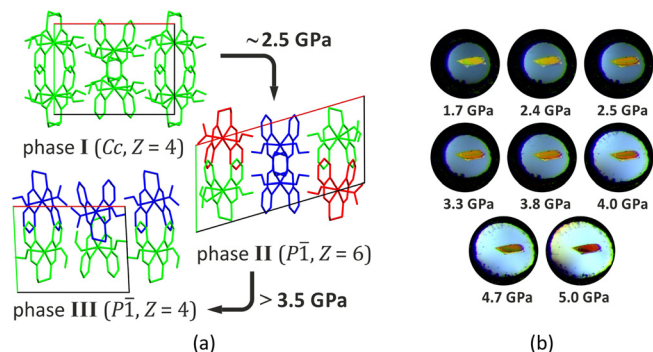 ~2.5 GPa
phase I (Cc, Z = 4)
phase II (P1̅, Z = 6)
> 3.5 GPa
phase III (P1̅, Z = 4)
(a)
1.7 GPa 2.4 GPa 2.5 GPa
3.3 GPa 3.8 GPa 4.0 GPa
4.7 GPa 5.0 GPa
(b)